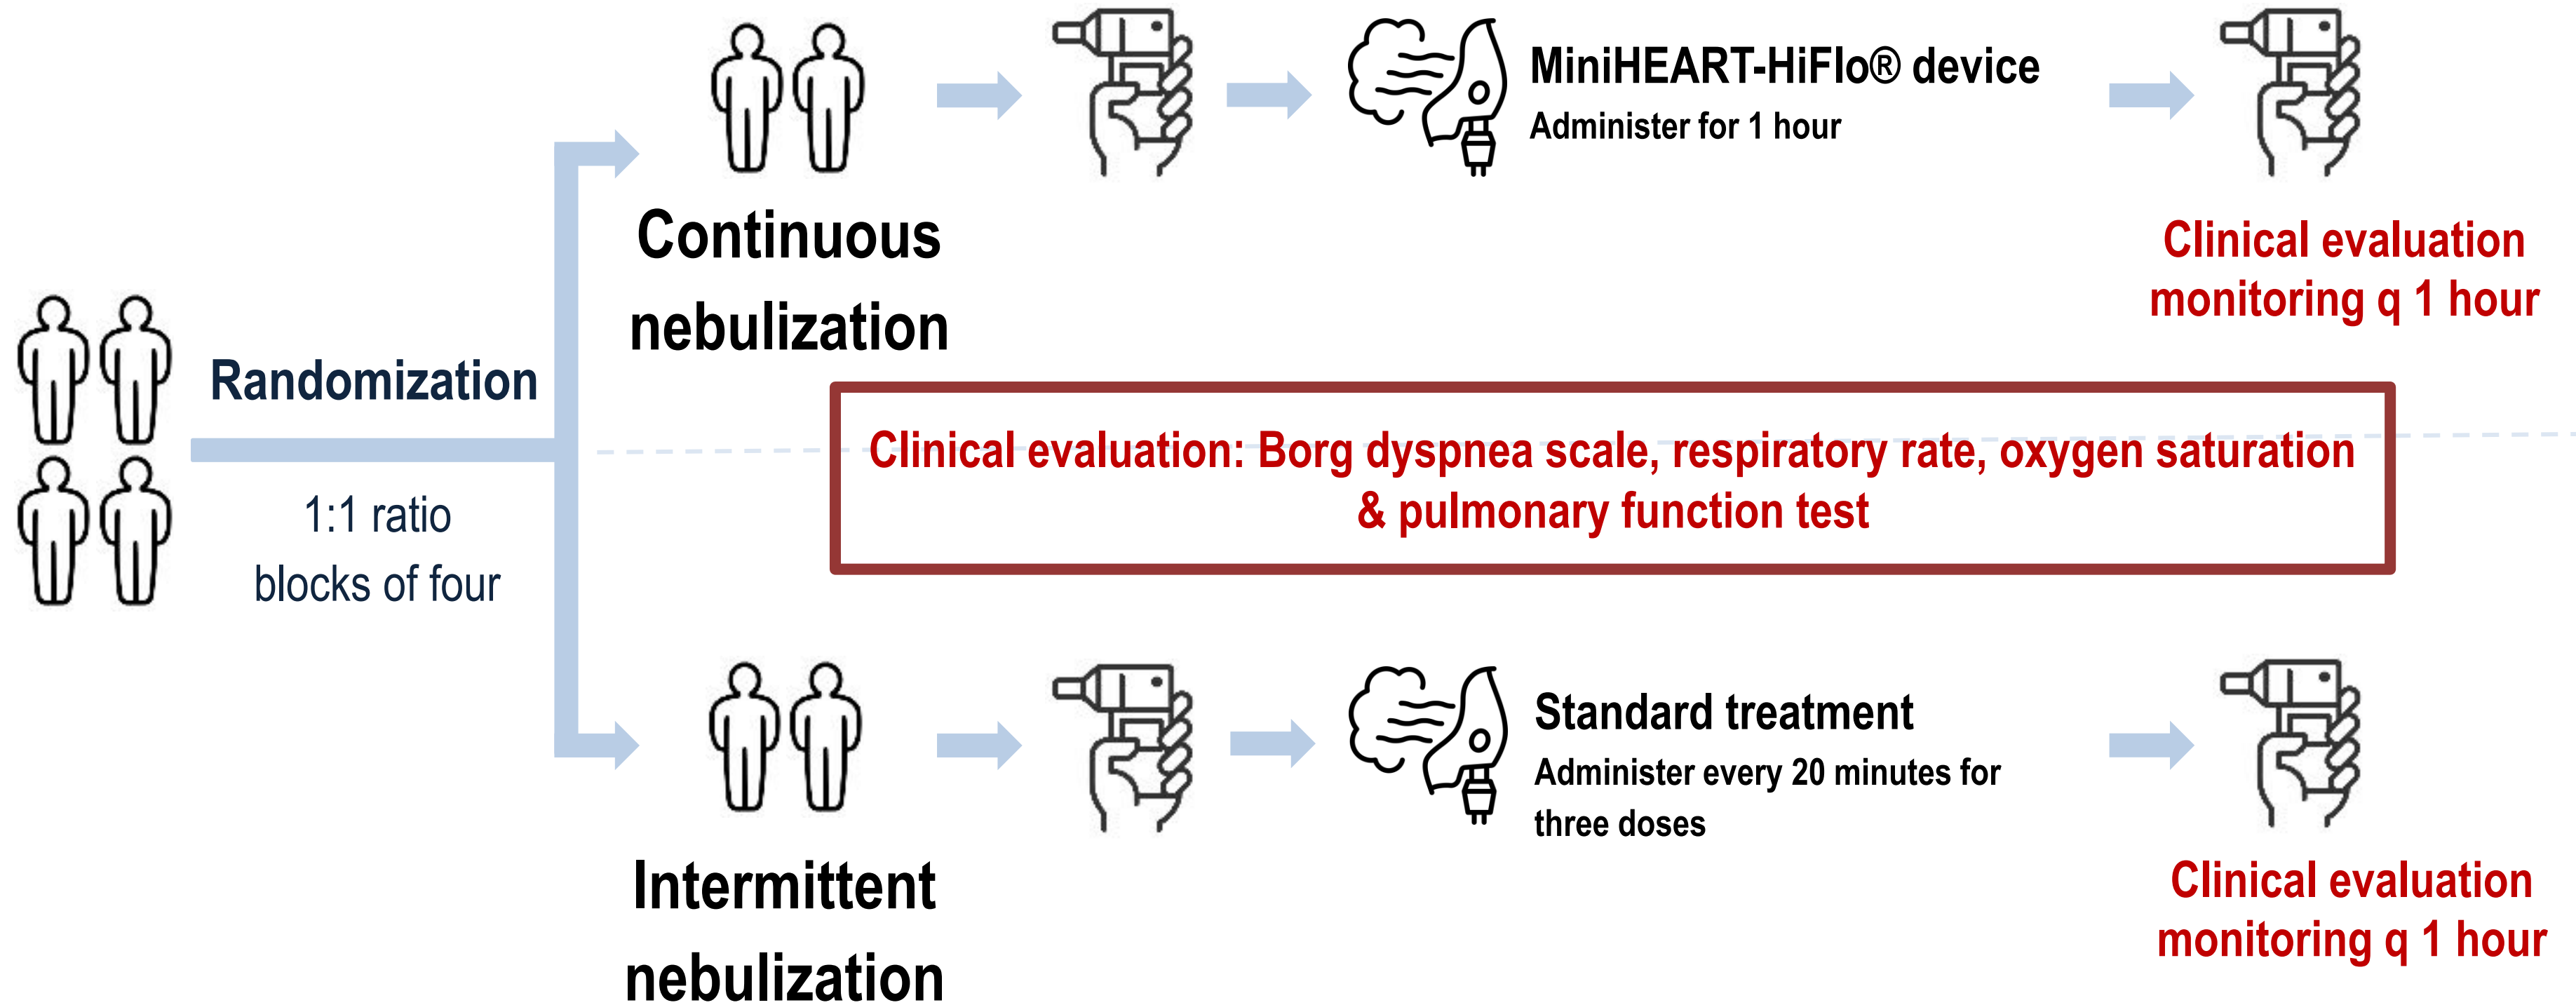 MiniHEART-HiFlo® device
Administer for 1 hour
Continuous
nebulization
Clinical evaluation
monitoring q 1 hour
Randomization
1:1 ratio
blocks of four
Clinical evaluation: Borg dyspnea scale, respiratory rate, oxygen saturation
& pulmonary function test
Standard treatment
Administer every 20 minutes for
three doses
Intermittent
nebulization
Clinical evaluation
monitoring q 1 hour